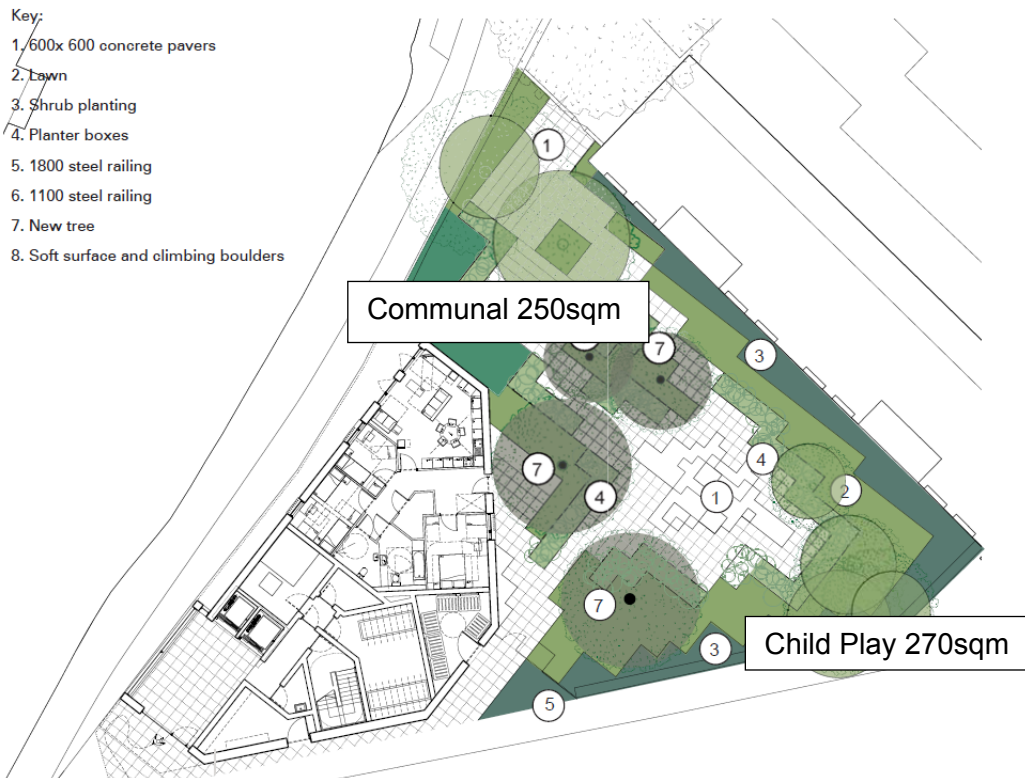 Key:
1. 600x 600 concrete pavers
2. Lawn
3. Shrub planting
4. Planter boxes
5. 1800 steel railing
6. 1100 steel railing
7. New tree
8. Soft surface and climbing boulders
1
Communal 250sqm
7
3
4
2
7
4
1
7
3
Child Play 270sqm
5